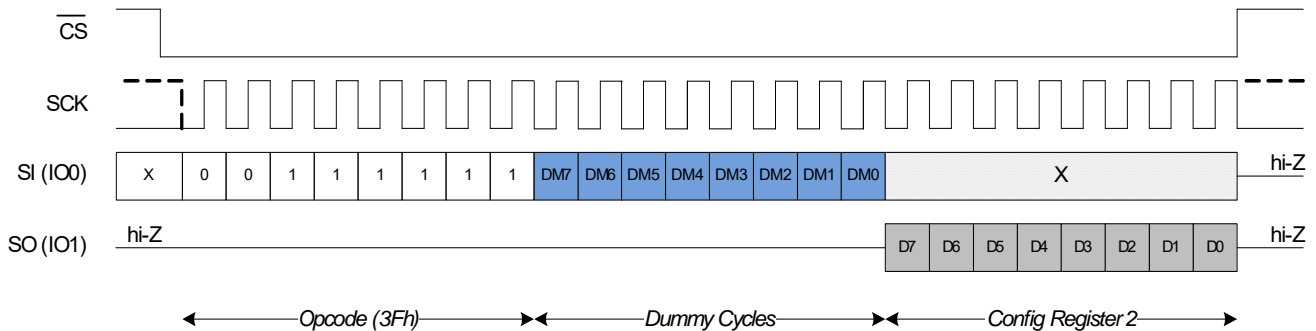 CS
SCK
SI (IO0) X 0 0 1 1 1 1 1 1 DM7 DM6 DM5 DM4 DM3 DM2 DM1 DM0 X hi-Z
SO (IO1) hi-Z D7 D6 D5 D4 D3 D2 D1 D0 hi-Z
Opcode (3Fh) Dummy Cycles Config Register 2